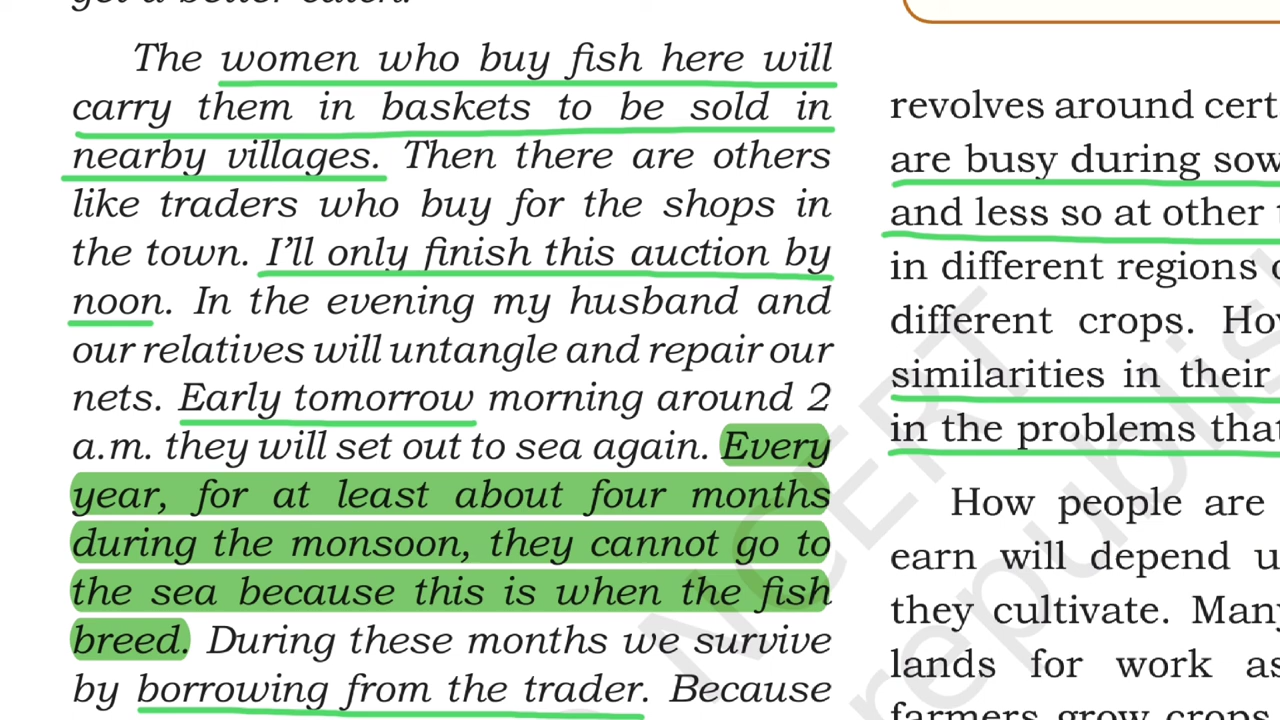 The women who buy fish here will
carry them in baskets to be sold in
nearby villages. Then there are others
like traders who buy for the shops in
the town. I'll only finish this auction by
noon. In the evening my husband and
our relatives will untangle and repair our
nets. Early tomorrow morning around 2
a.m. they will set out to sea again. Every
year, for at least about four months
during the monsoon, they cannot go to
the sea because this is when the fish
breed. During these months we survive
by borrowing from the trader. Because
revolves around cert
are busy during sow
and less so at other
in different regions
different crops. Ho
similarities in their
in the problems that
How people are
earn will depend u
they cultivate. Many
lands for work as
farmers grow crops
NCERT
republis